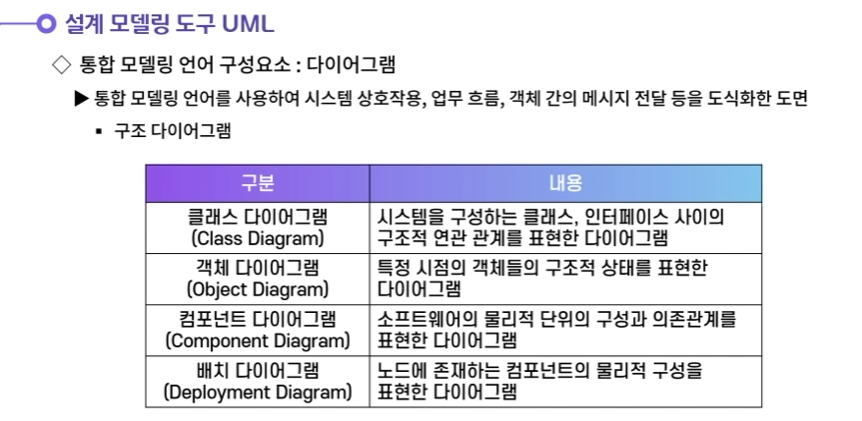 설계 모델링 도구 UML
◇ 통합 모델링 언어 구성요소 : 다이어그램
▶ 통합 모델링 언어를 사용하여 시스템 상호작용, 업무 흐름, 객체 간의 메시지 전달 등을 도식화한 도면
▪ 구조 다이어그램
구분 내용
클래스 다이어그램
(Class Diagram)
시스템을 구성하는 클래스, 인터페이스 사이의
구조적 연관 관계를 표현한 다이어그램
객체 다이어그램
(Object Diagram)
특정 시점의 객체들의 구조적 상태를 표현한
다이어그램
컴포넌트 다이어그램
(Component Diagram)
소프트웨어의 물리적 단위의 구성과 의존관계를
표현한 다이어그램
배치 다이어그램
(Deployment Diagram)
노드에 존재하는 컴포넌트의 물리적 구성을
표현한 다이어그램